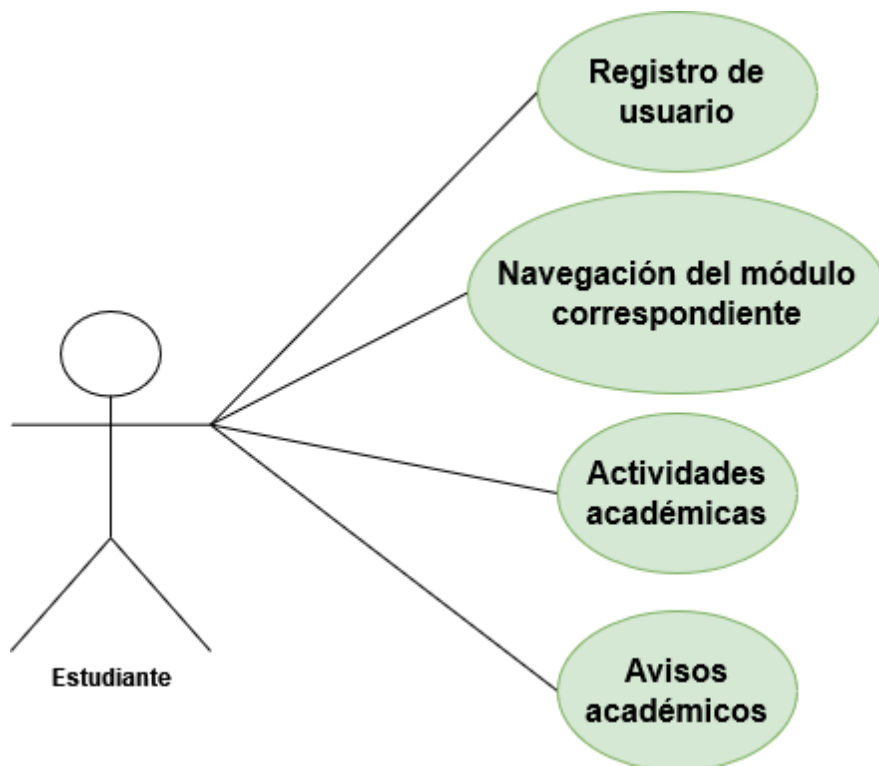 Registro de
usuario
Navegación del módulo
correspondiente
Actividades
académicas
Estudiante
Avisos
académicos